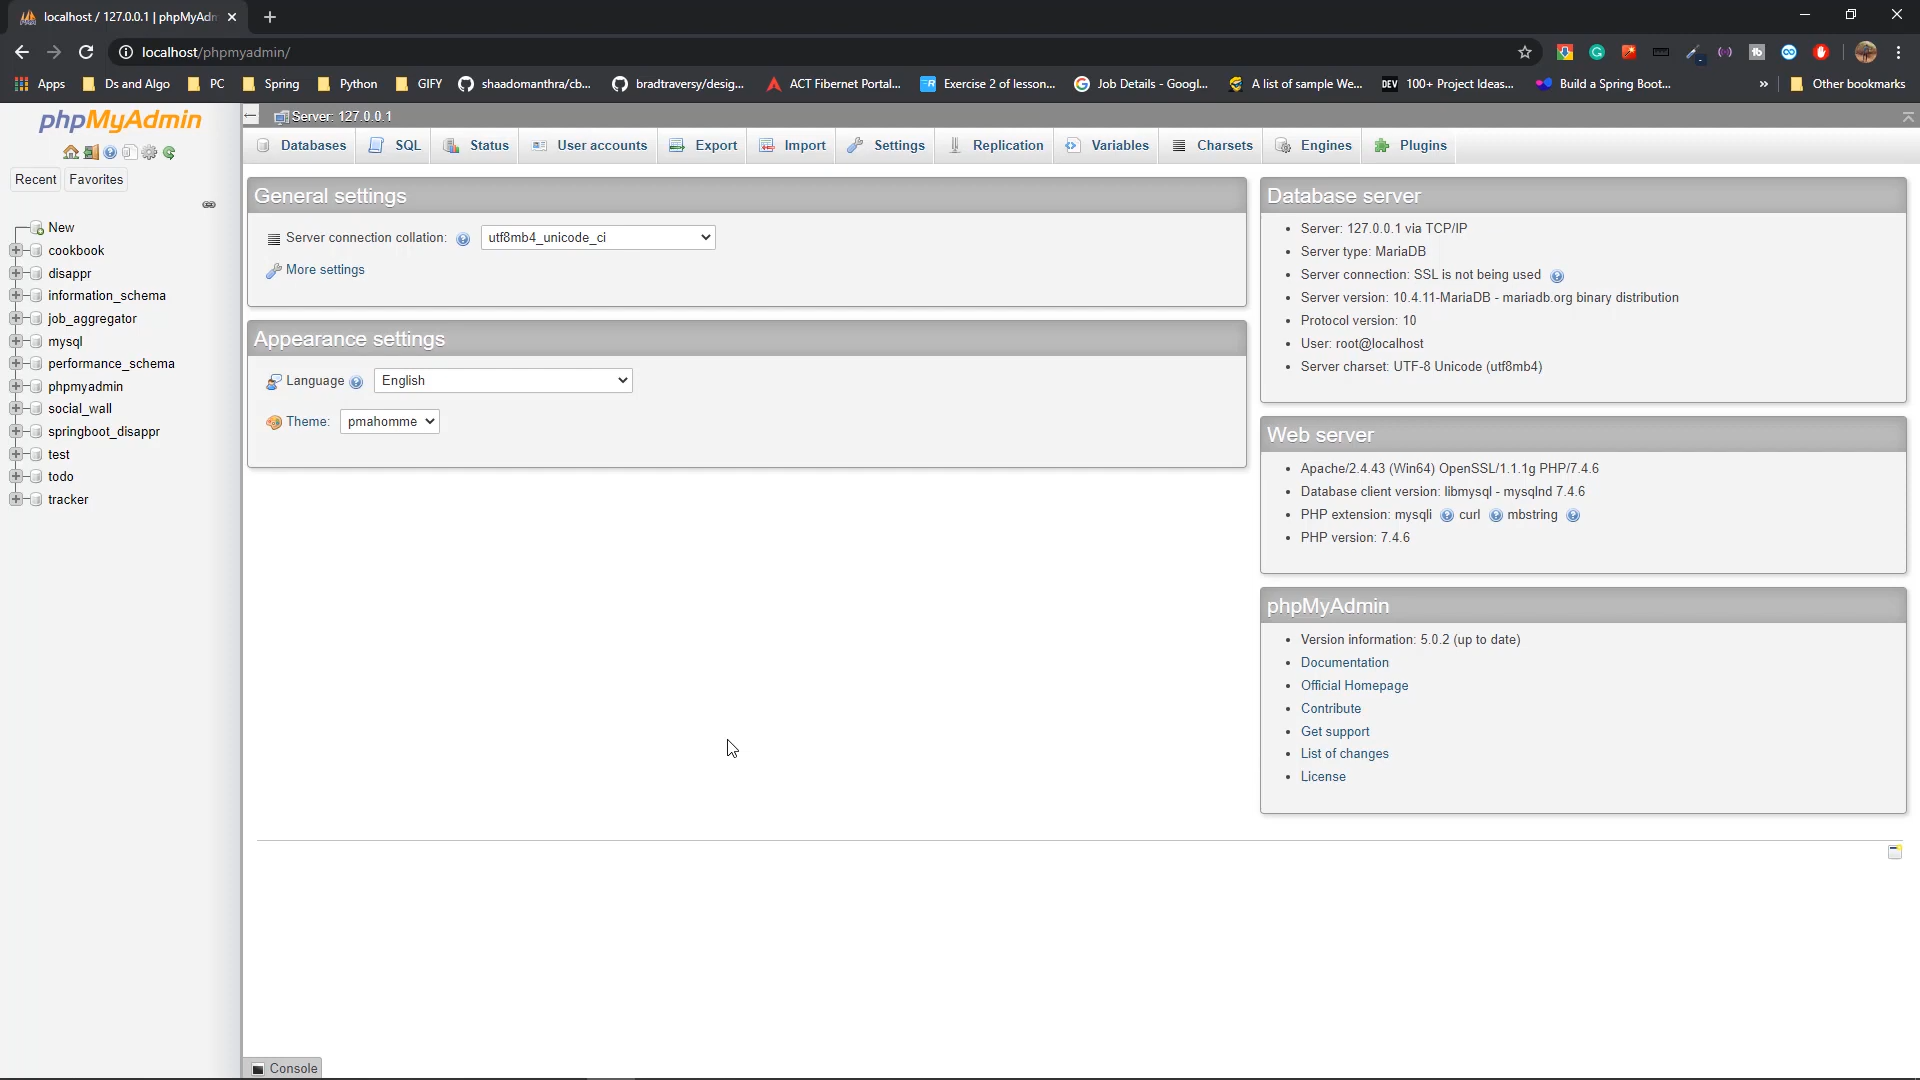 localhost / 127.0.0.1 | phpMyAdm
localhost/phpmyadmin/
Apps Ds and Algo PC Spring Python GIFY shaadomanthra/cb... bradtraversy/desig... ACT Fibernet Portal... Exercise 2 of lesson... Job Details - Googl... A list of sample We... DEV 100+ Project Ideas... Build a Spring Boot... » Other bookmarks
phpMyAdmin
Server: 127.0.0.1
Databases SQL Status User accounts Export Import Settings Replication Variables Charsets Engines Plugins
Recent Favorites
New
cookbook
disappr
information_schema
job_aggregator
mysql
performance_schema
phpmyadmin
social_wall
springboot_disappr
test
todo
tracker
General settings
Server connection collation: utf8mb4_unicode_ci
More settings
Appearance settings
Language English
Theme: pmahomme
Database server
Server: 127.0.0.1 via TCP/IP
Server type: MariaDB
Server connection: SSL is not being used
Server version: 10.4.11-MariaDB - mariadb.org binary distribution
Protocol version: 10
User: root@localhost
Server charset: UTF-8 Unicode (utf8mb4)
Web server
Apache/2.4.43 (Win64) OpenSSL/1.1.1g PHP/7.4.6
Database client version: libmysql - mysqlnd 7.4.6
PHP extension: mysqli curl mbstring
PHP version: 7.4.6
phpMyAdmin
Version information: 5.0.2 (up to date)
Documentation
Official Homepage
Contribute
Get support
List of changes
License
Console